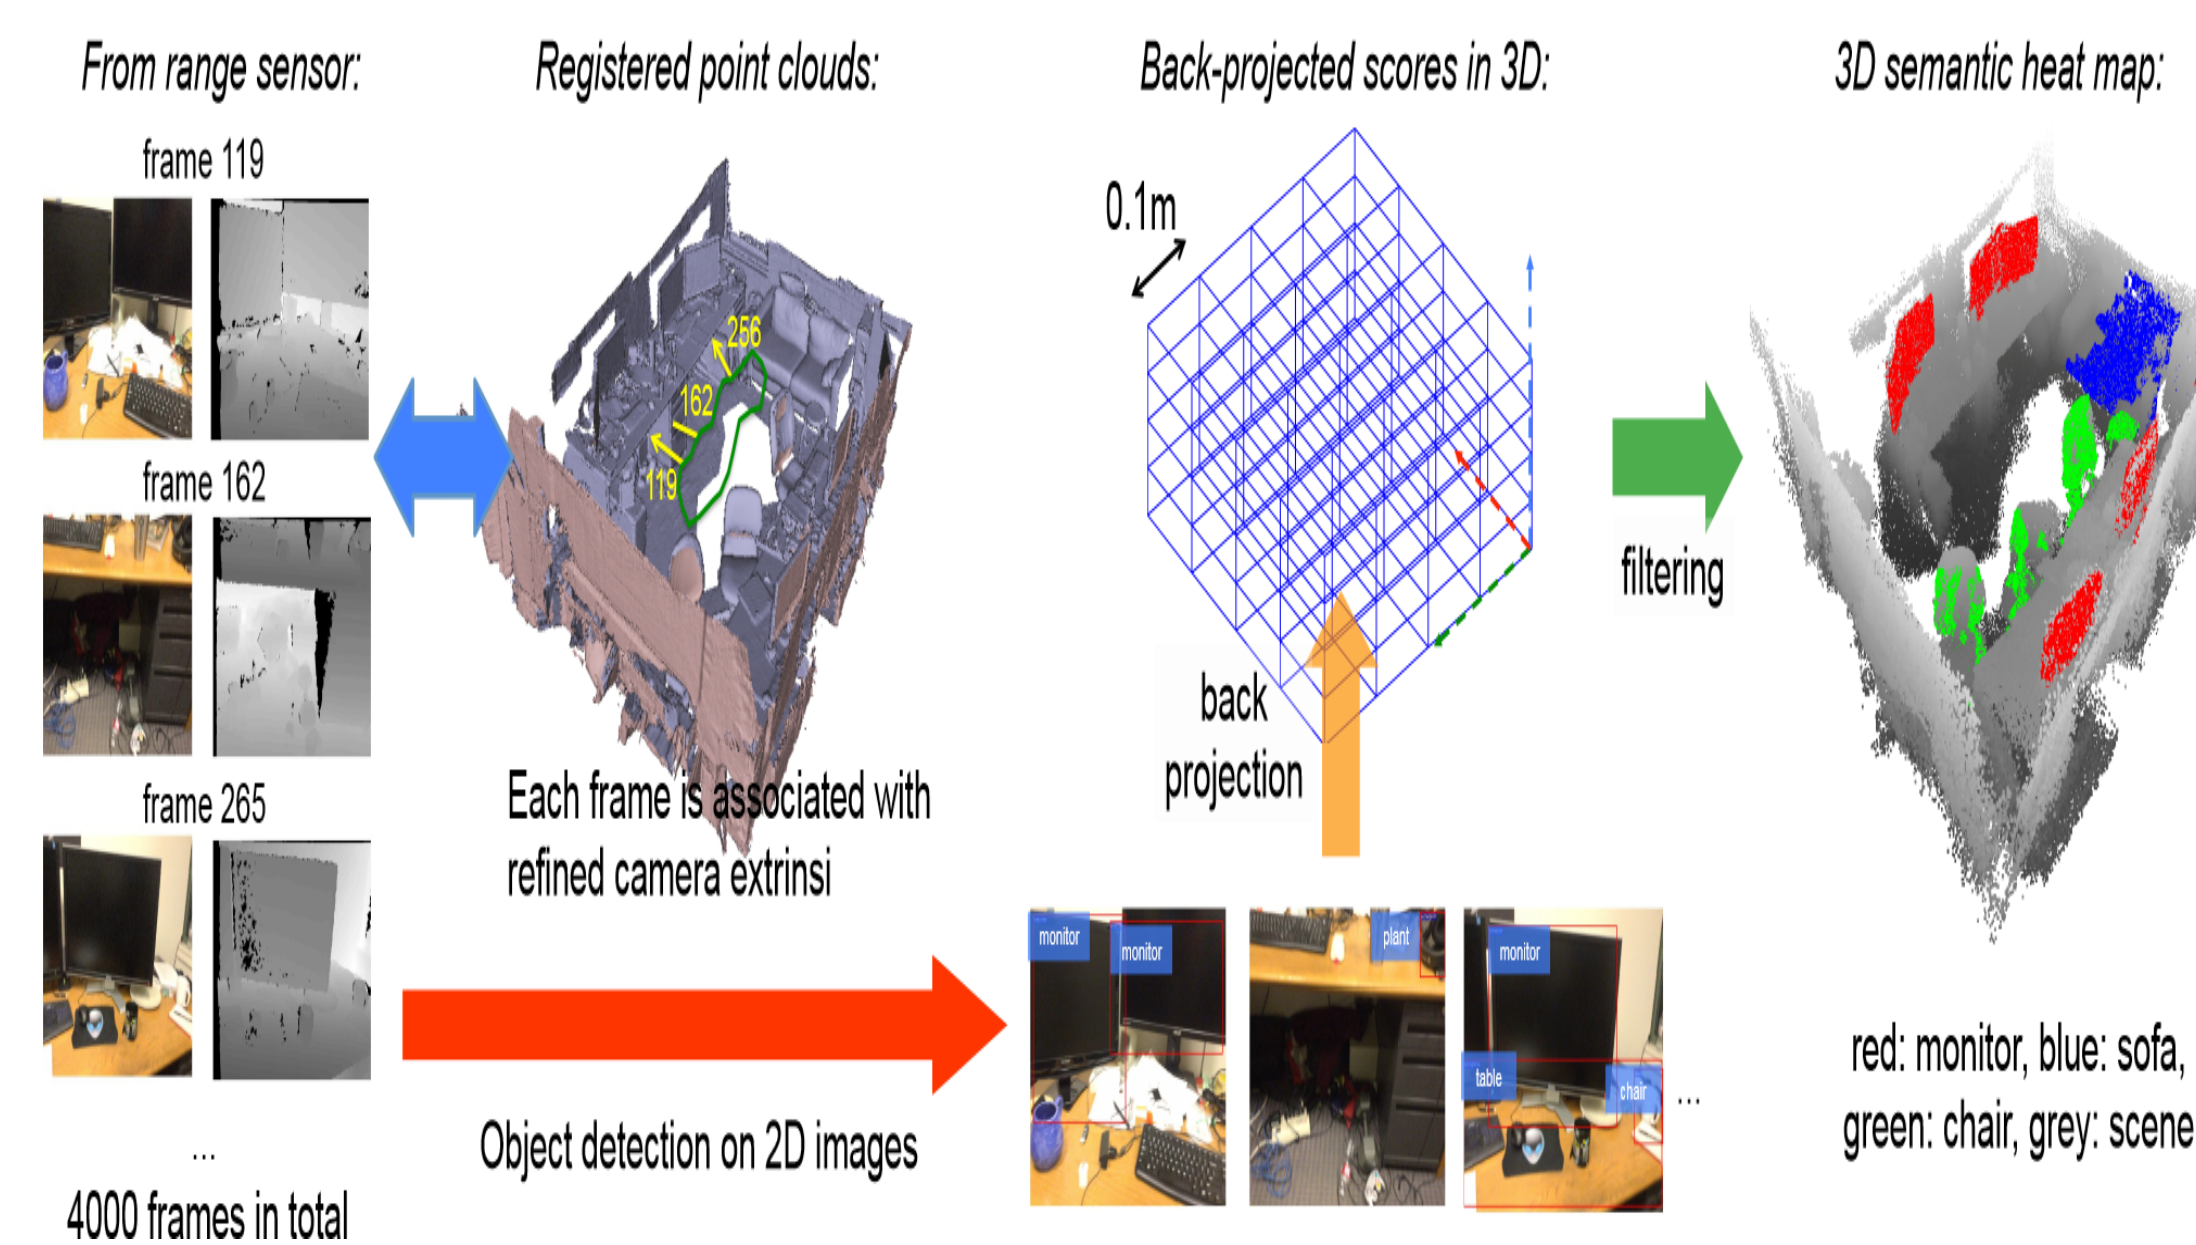 From range sensor:
frame 119
frame 162
frame 265
...
4000 frames in total
Registered point clouds:
256
162
119
Each frame is associated with
refined camera extrinsi
Object detection on 2D images
Back-projected scores in 3D:
0.1m
back
projection
monitor
monitor
plant
monitor
table
chair
...
filtering
3D semantic heat map:
red: monitor, blue: sofa,
green: chair, grey: scene